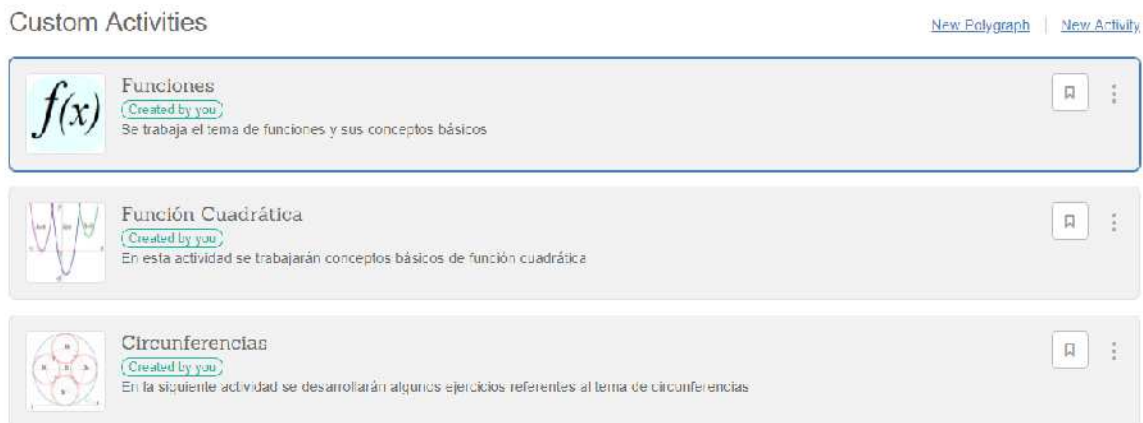 Custom Activities
New Polygraph | New Activity
f(x)
Funciones
Created by you
Se trabaja el tema de funciones y sus conceptos básicos
Función Cuadrática
Created by you
En esta actividad se trabajarán conceptos básicos de función cuadrática
Circunferencias
Created by you
En la siguiente actividad se desarrollarán algunos ejercicios referentes al tema de circunferencias